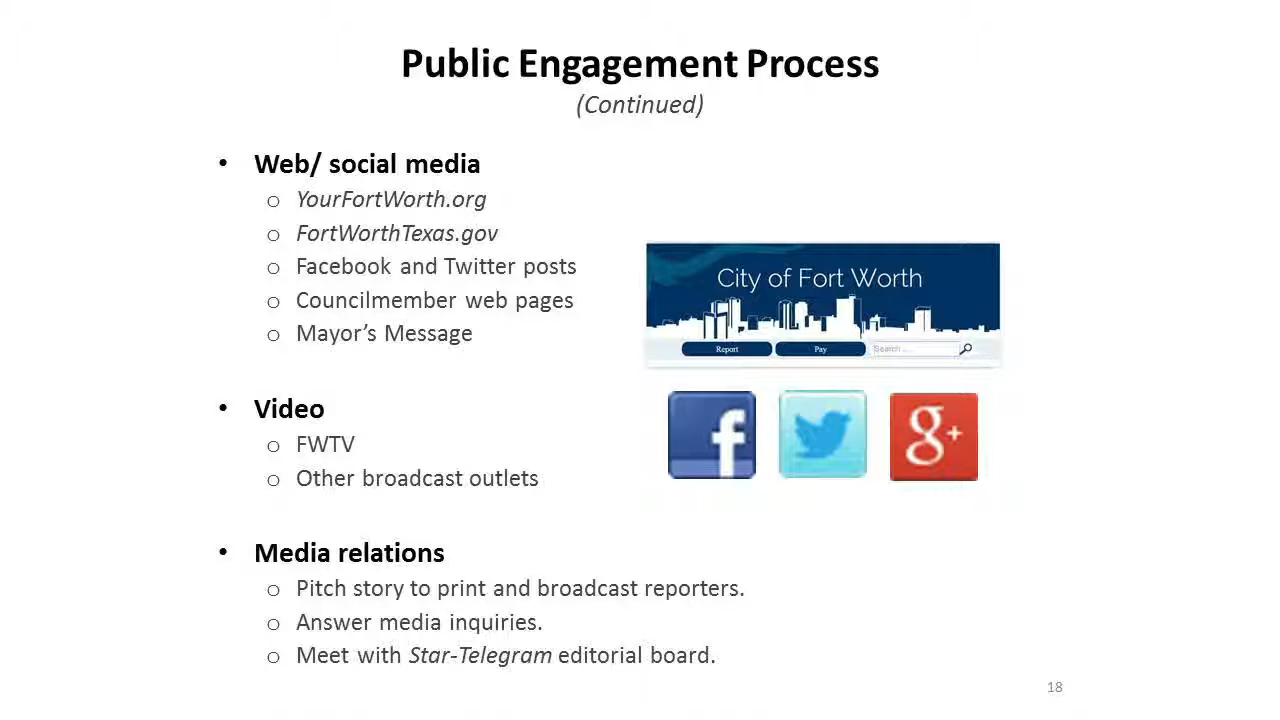 Public Engagement Process
(Continued)
• Web/ social media
o YourFortWorth.org
o FortWorthTexas.gov
o Facebook and Twitter posts
o Councilmember web pages
o Mayor's Message
City of Fort Worth
Report Pay Search ...
f g+
• Video
o FWTV
o Other broadcast outlets
• Media relations
o Pitch story to print and broadcast reporters.
o Answer media inquiries.
o Meet with Star-Telegram editorial board.
18